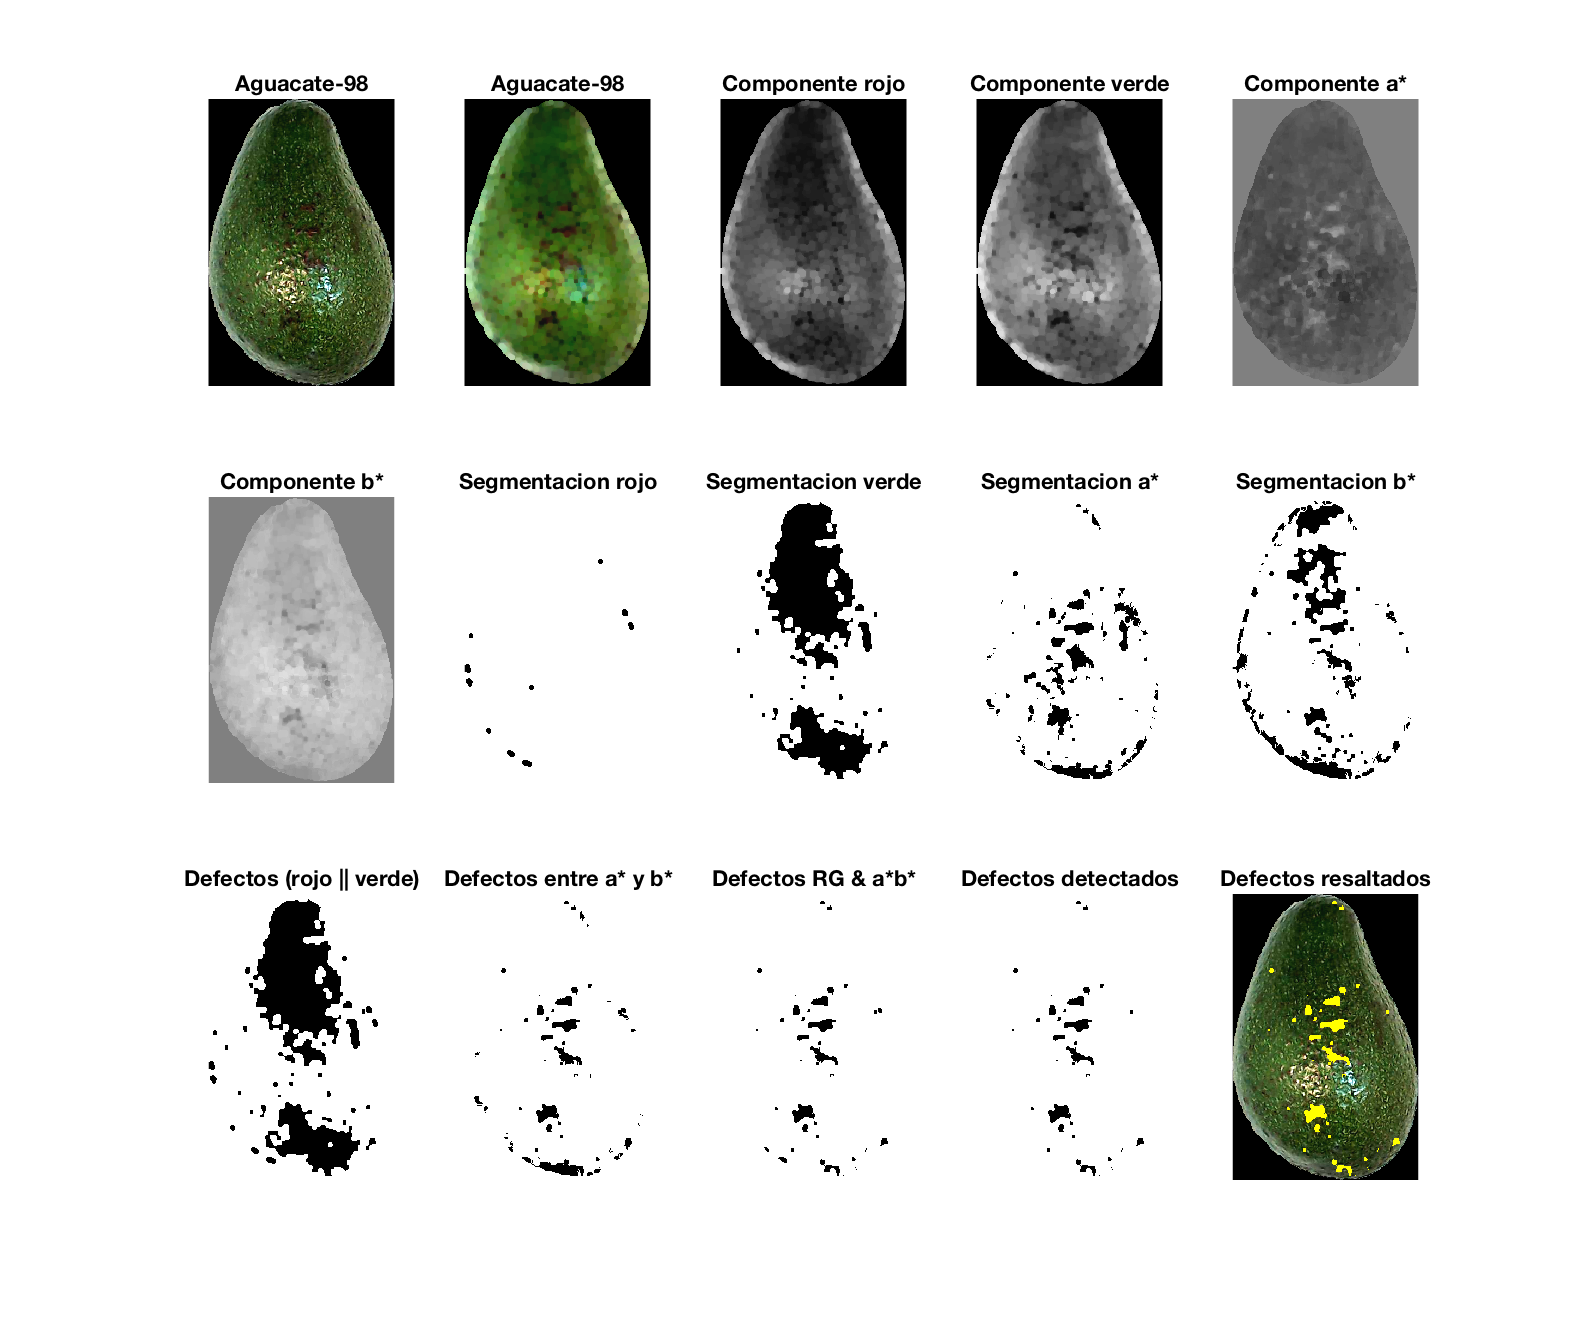 Aguacate-98
Aguacate-98
Componente rojo
Componente verde
Componente a*
Componente b*
Segmentacion rojo
Segmentacion verde
Segmentacion a*
Segmentacion b*
Defectos (rojo || verde)
Defectos entre a* y b*
Defectos RG & a*b*
Defectos detectados
Defectos resaltados